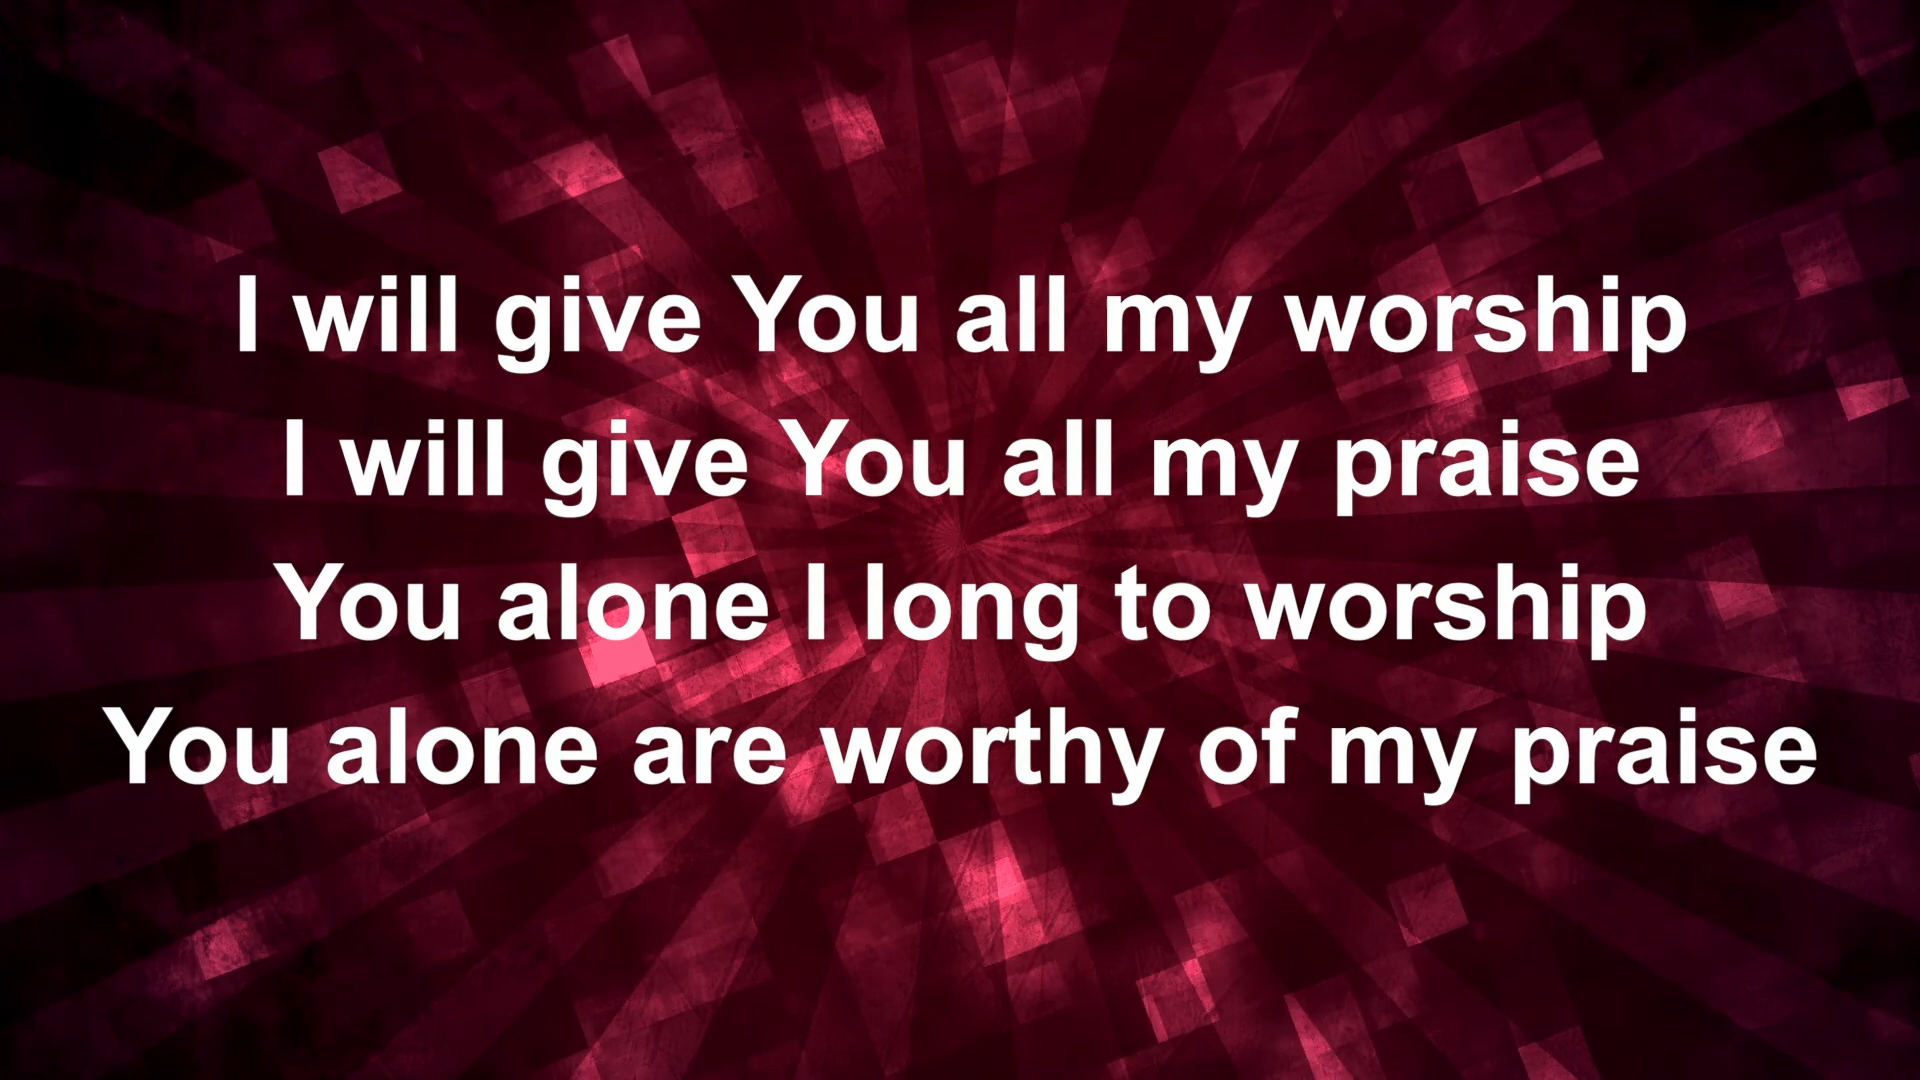 I will give You all my worship
I will give You all my praise
You alone I long to worship
You alone are worthy of my praise